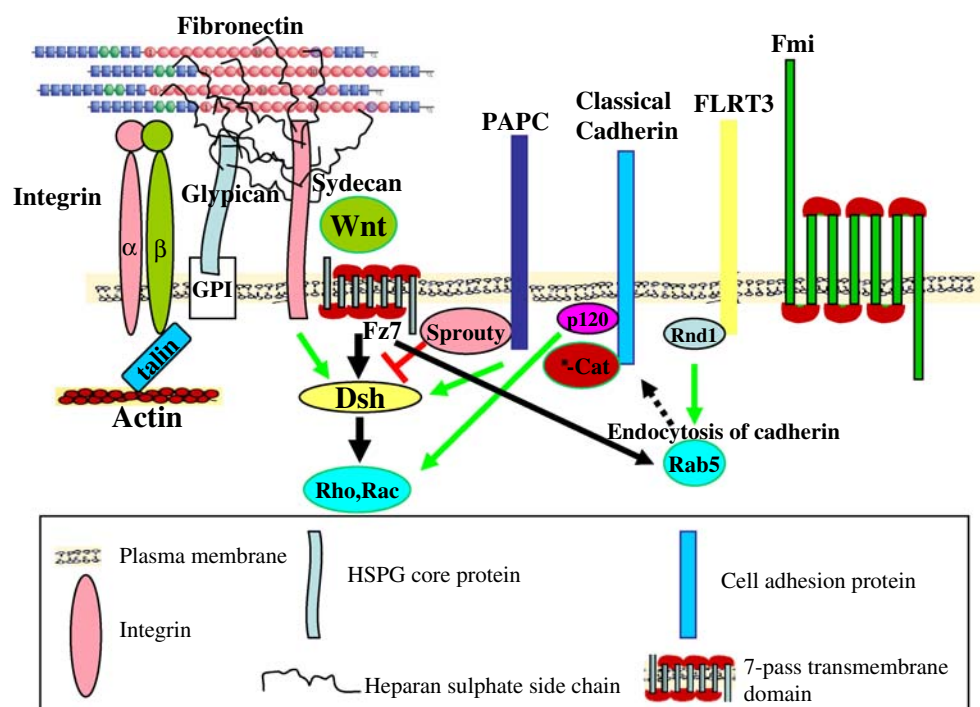 Fibronectin
Fmi
Classical
Cadherin
FLRT3
PAPC
Integrin
Glypican
Sydecan
Wnt
α
β
GPI
Fz7
Sprouty
p120
Rnd1
talin
*-Cat
Actin
Dsh
Endocytosis of cadherin
Rab5
Rho,Rac
Plasma membrane
HSPG core protein
Cell adhesion protein
Integrin
Heparan sulphate side chain
7-pass transmembrane
domain